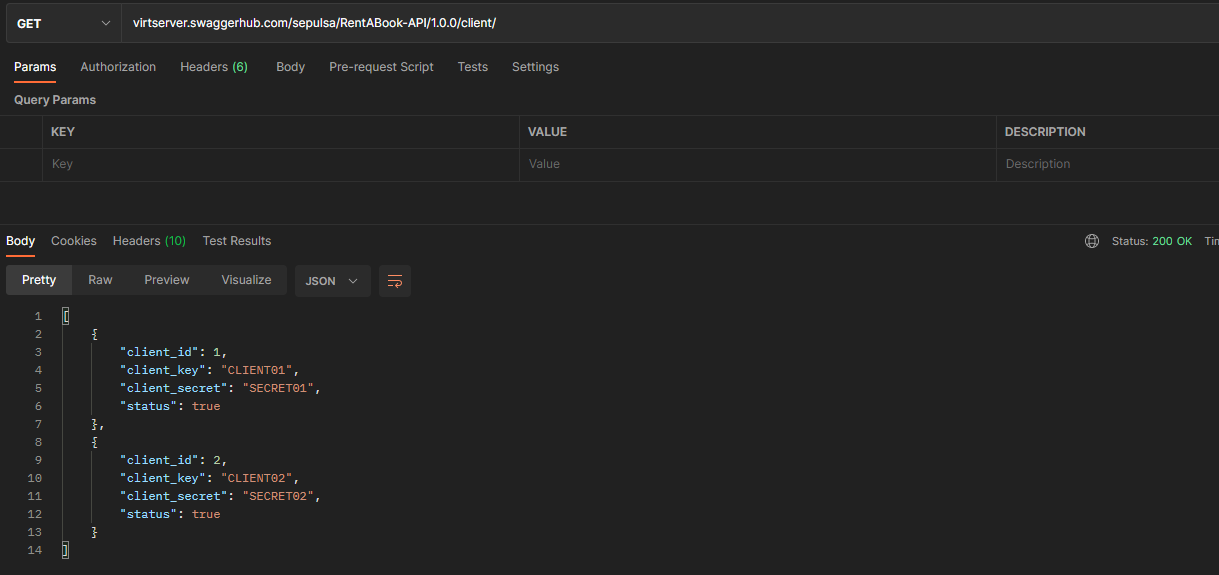 GET virtserver.swaggerhub.com/sepulsa/RentABook-API/1.0.0/client/
Params Authorization Headers (6) Body Pre-request Script Tests Settings
Query Params
KEY VALUE DESCRIPTION
Key Value Description
Body Cookies Headers (10) Test Results Status: 200 OK
Pretty Raw Preview Visualize JSON
1 [
2 {
3 "client_id": 1,
4 "client_key": "CLIENT01",
5 "client_secret": "SECRET01",
6 "status": true
7 },
8 {
9 "client_id": 2,
10 "client_key": "CLIENT02",
11 "client_secret": "SECRET02",
12 "status": true
13 }
14 ]